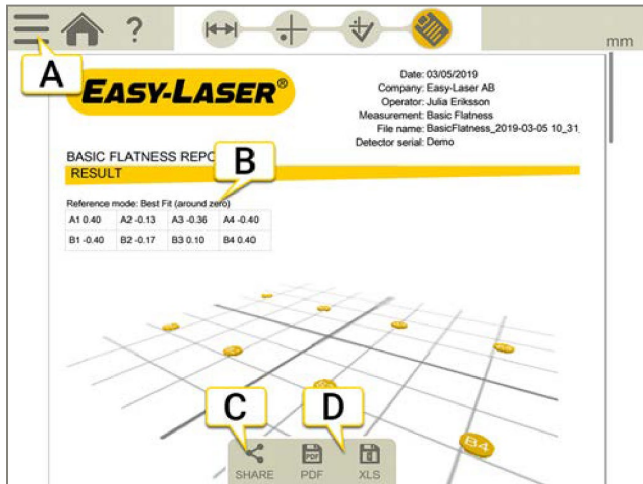 ?
mm
A
EASY-LASER®
Date: 03/05/2019
Company: Easy-Laser AB
Operator: Julia Eriksson
Measurement: Basic Flatness
File name: BasicFlatness_2019-03-05 10_31_
Detector serial: Demo
BASIC FLATNESS REPO
B
RESULT
Reference mode: Best Fit (around zero)
A1 0.40 A2 -0.13 A3 -0.36 A4 -0.40
B1 -0.40 B2 -0.17 B3 0.10 B4 0.40
C D
B4
SHARE PDF XLS
PDF